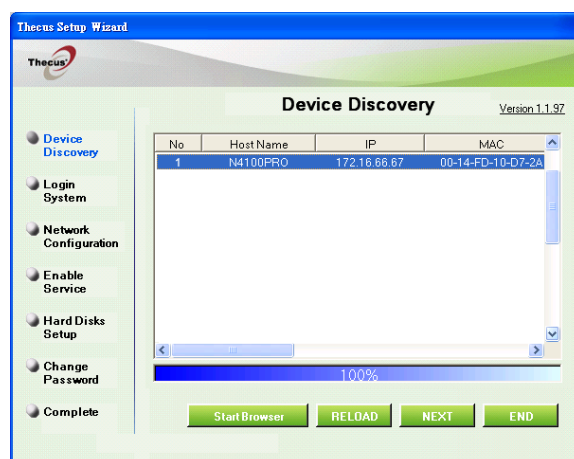 Thecus Setup Wizard
Thecus
Device Discovery
Version 1.1.97
Device
Discovery
Login
System
Network
Configuration
Enable
Service
Hard Disks
Setup
Change
Password
Complete
No Host Name IP MAC
1 N4100PRO 172.16.66.67 00-14-FD-10-D7-2A
100%
Start Browser RELOAD NEXT END